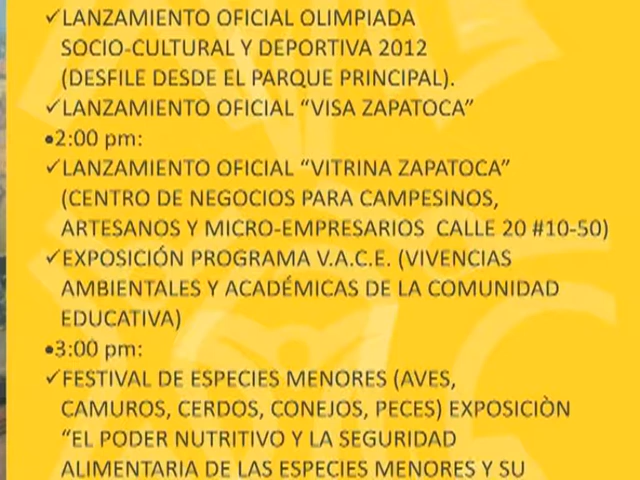 ✓LANZAMIENTO OFICIAL OLIMPIADA
SOCIO-CULTURAL Y DEPORTIVA 2012
(DESFILE DESDE EL PARQUE PRINCIPAL).
✓LANZAMIENTO OFICIAL “VISA ZAPATOCA”
•2:00 pm:
✓LANZAMIENTO OFICIAL “VITRINA ZAPATOCA”
(CENTRO DE NEGOCIOS PARA CAMPESINOS,
ARTESANOS Y MICRO-EMPRESARIOS CALLE 20 #10-50)
✓EXPOSICIÓN PROGRAMA V.A.C.E. (VIVENCIAS
AMBIENTALES Y ACADÉMICAS DE LA COMUNIDAD
EDUCATIVA)
•3:00 pm:
✓FESTIVAL DE ESPECIES MENORES (AVES,
CAMUROS, CERDOS, CONEJOS, PECES) EXPOSICIÒN
“EL PODER NUTRITIVO Y LA SEGURIDAD
ALIMENTARIA DE LAS ESPECIES MENORES Y SU